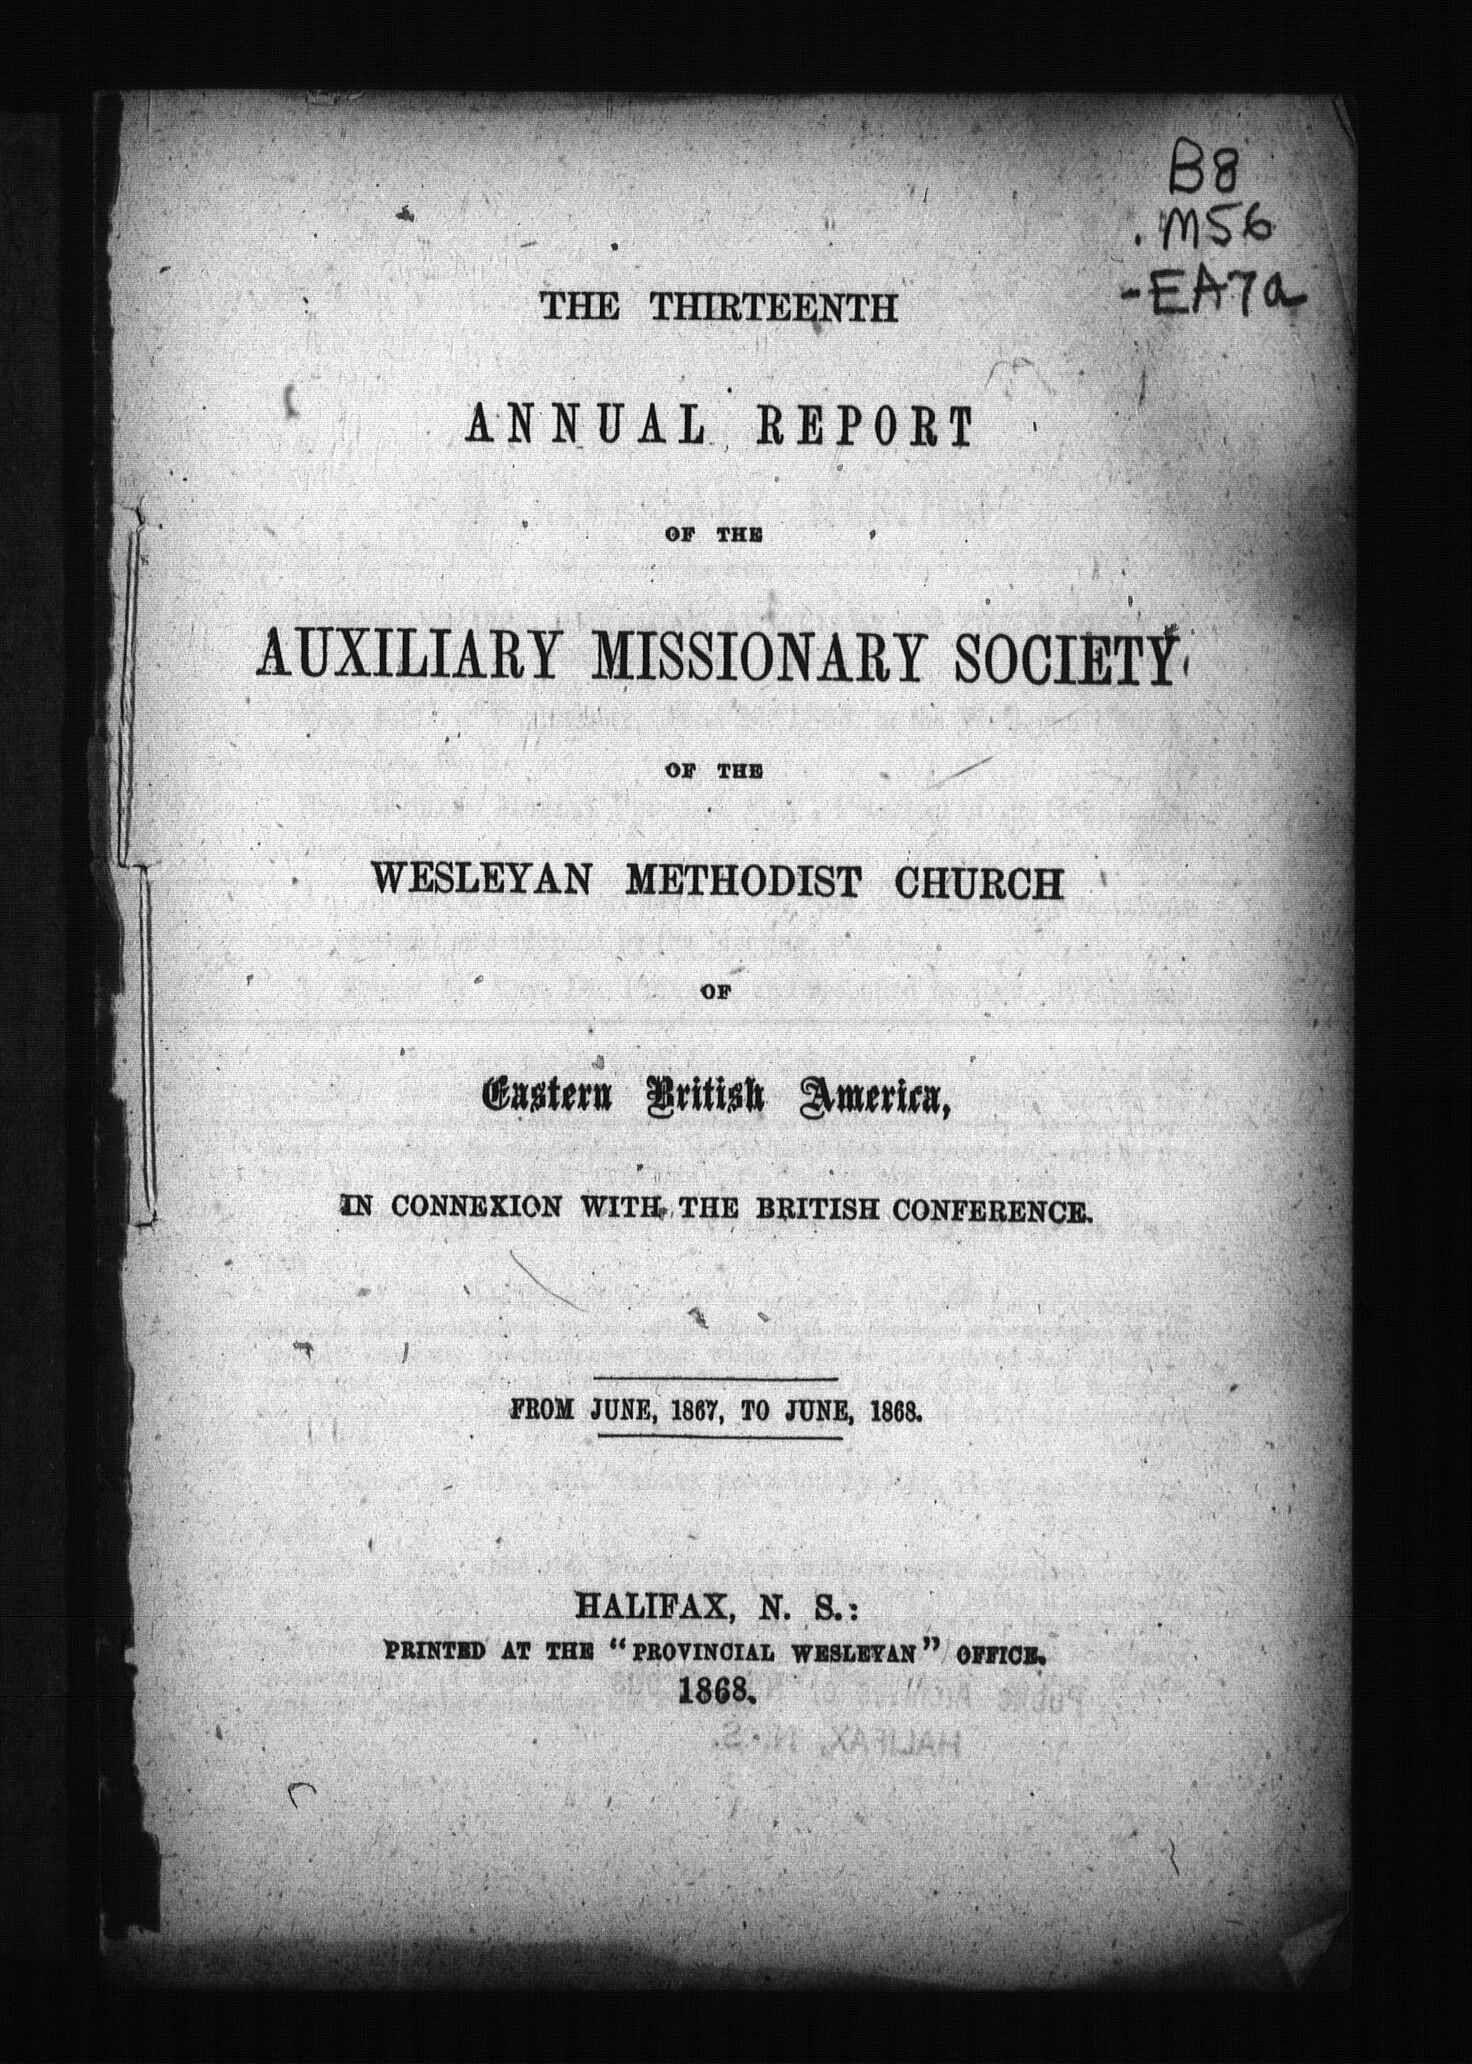 B8
.M56
-EA7a
THE THIRTEENTH
ANNUAL REPORT
OF THE
AUXILIARY MISSIONARY SOCIETY
OF THE
WESLEYAN METHODIST CHURCH
OF
Eastern British America,
IN CONNEXION WITH THE BRITISH CONFERENCE.
FROM JUNE, 1867, TO JUNE, 1868.
HALIFAX, N. S.:
PRINTED AT THE "PROVINCIAL WESLEYAN" OFFICE.
1868.
HALIFAX, N. S.